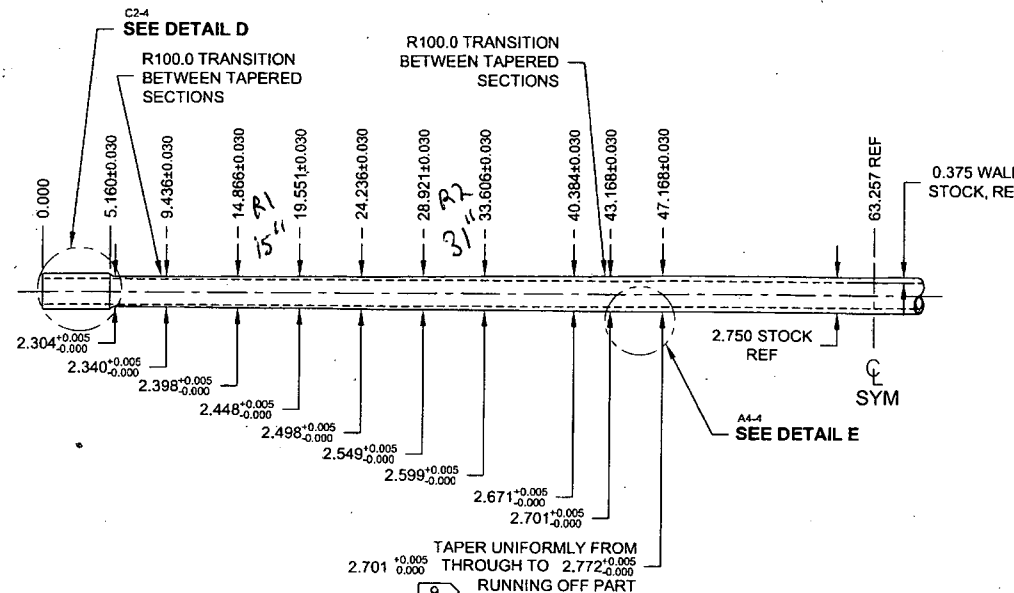 C2-4
SEE DETAIL D
R100.0 TRANSITION
BETWEEN TAPERED
SECTIONS
R100.0 TRANSITION
BETWEEN TAPERED
SECTIONS
0.000
5.160±0.030
9.436±0.030
14.866±0.030
R1
15"
19.551±0.030
24.236±0.030
28.921±0.030
R2
31"
33.606±0.030
40.384±0.030
43.168±0.030
47.168±0.030
63.257 REF
0.375 WALL
STOCK, RE
2.304 +0.005 -0.000
2.340 +0.005 -0.000
2.398 +0.005 -0.000
2.448 +0.005 -0.000
2.498 +0.005 -0.000
2.549 +0.005 -0.000
2.599 +0.005 -0.000
2.671 +0.005 -0.000
2.701 +0.005 -0.000
2.750 STOCK
REF
CL
SYM
A4-4
SEE DETAIL E
TAPER UNIFORMLY FROM
2.701 +0.005 0.000 THROUGH TO 2.772 +0.005 -0.000
9 RUNNING OFF PART